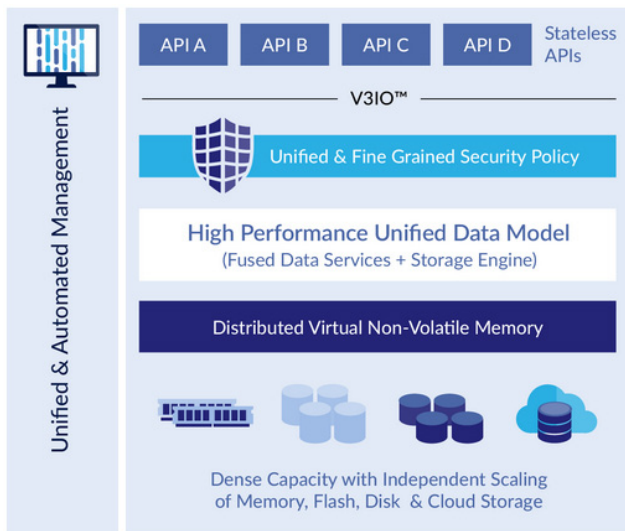 Unified & Automated Management
API A
API B
API C
API D
Stateless
APIs
V3IO™
Unified & Fine Grained Security Policy
High Performance Unified Data Model
(Fused Data Services + Storage Engine)
Distributed Virtual Non-Volatile Memory
Dense Capacity with Independent Scaling
of Memory, Flash, Disk & Cloud Storage